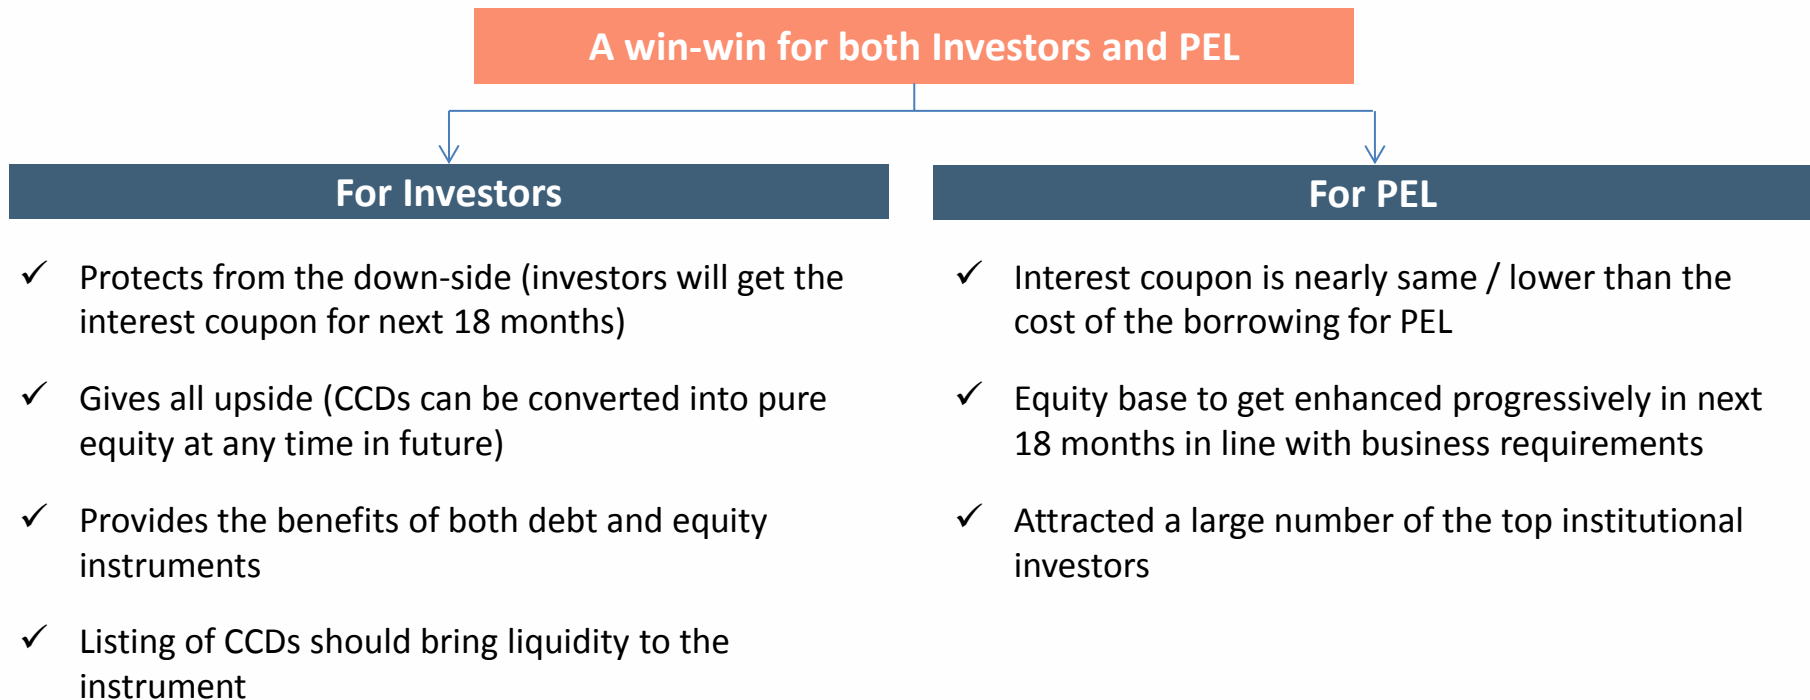 A win-win for both Investors and PEL
For Investors
✓ Protects from the down-side (investors will get the
interest coupon for next 18 months)
✓ Gives all upside (CCDs can be converted into pure
equity at any time in future)
✓ Provides the benefits of both debt and equity
instruments
✓ Listing of CCDs should bring liquidity to the
instrument
For PEL
✓ Interest coupon is nearly same / lower than the
cost of the borrowing for PEL
✓ Equity base to get enhanced progressively in next
18 months in line with business requirements
✓ Attracted a large number of the top institutional
investors